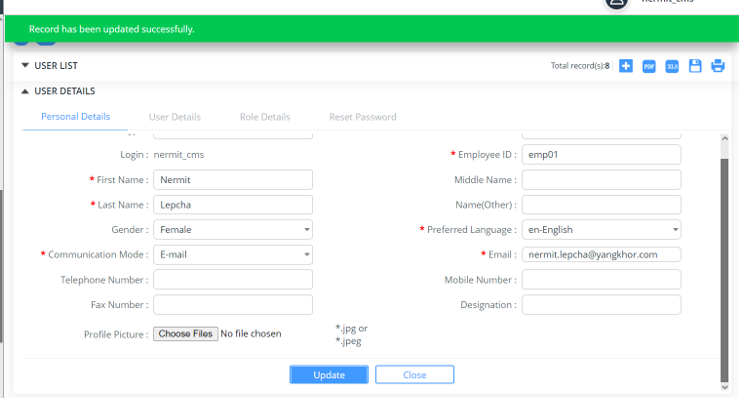 nermit_cms
Record has been updated successfully.
USER LIST
Total record(s):8
PDF
XLS
USER DETAILS
Personal Details User Details Role Details Reset Password
Login : nermit_cms * Employee ID : emp01
* First Name : Nermit Middle Name :
* Last Name : Lepcha Name(Other) :
Gender : Female * Preferred Language : en-English
* Communication Mode : E-mail * Email : nermit.lepcha@yangkhor.com
Telephone Number : Mobile Number :
Fax Number : Designation :
Profile Picture : Choose Files No file chosen *.jpg or
*.jpeg
Update Close